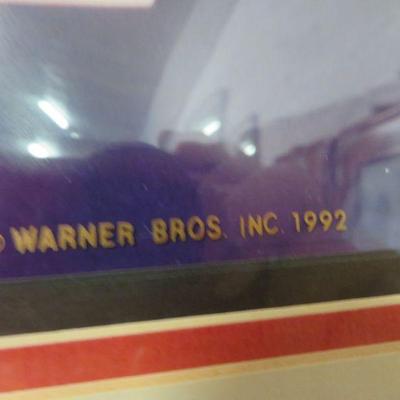 © WARNER BROS. INC. 1992